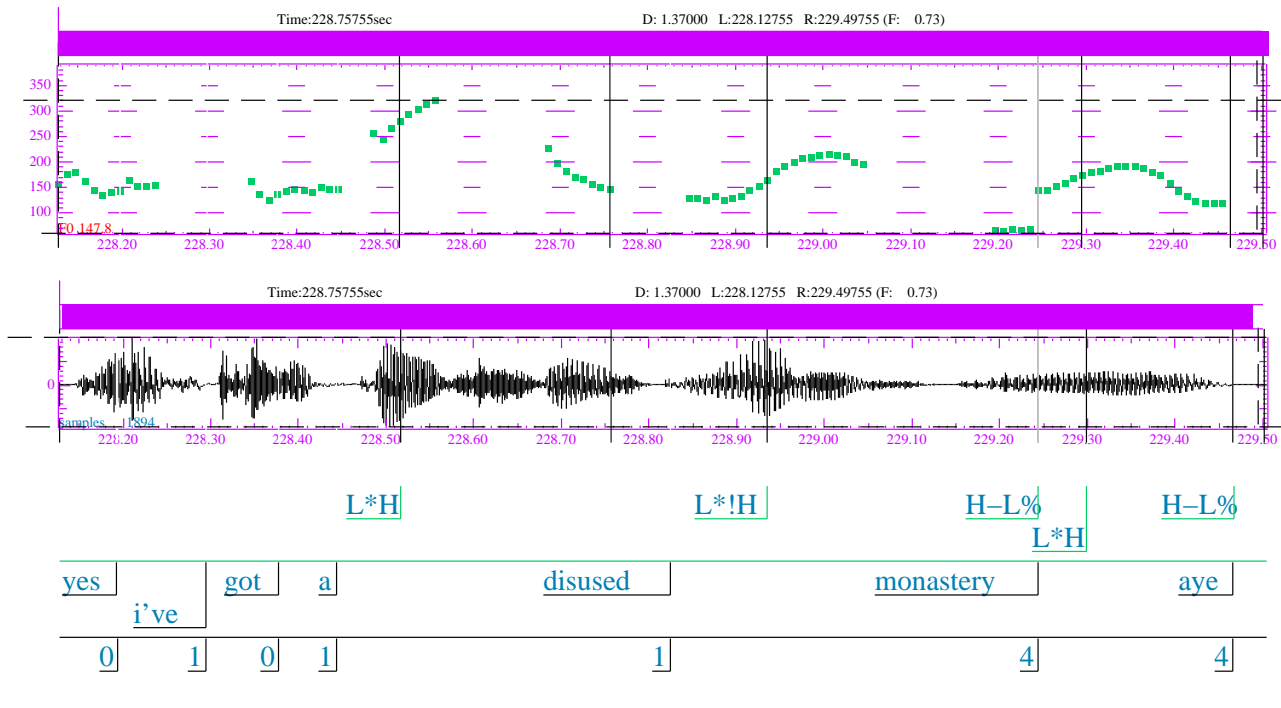 Time:228.75755sec D: 1.37000 L:228.12755 R:229.49755 (F: 0.73)
350
300
250
200
150
100
F0 147.8
228.20 228.30 228.40 228.50 228.60 228.70 228.80 228.90 229.00 229.10 229.20 229.30 229.40 229.50
Time:228.75755sec D: 1.37000 L:228.12755 R:229.49755 (F: 0.73)
0
samples 1894
228.20 228.30 228.40 228.50 228.60 228.70 228.80 228.90 229.00 229.10 229.20 229.30 229.40 229.50
L*H L*!H H−L% H−L%
L*H
yes got a disused monastery aye
i've
0 1 0 1 1 4 4